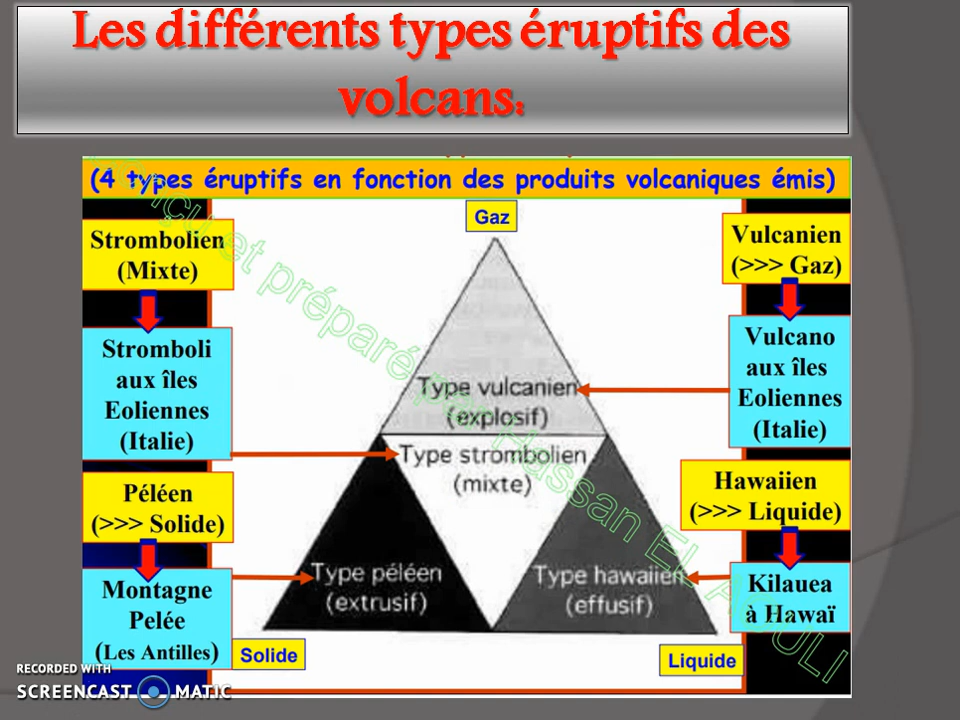 Les différents types éruptifs des
volcans:
(4 types éruptifs en fonction des produits volcaniques émis)
Gaz
Strombolien
(Mixte)
Vulcanien
(>>> Gaz)
Stromboli
aux îles
Eoliennes
(Italie)
Vulcano
aux îles
Eoliennes
(Italie)
Type vulcanien
(explosif)
Type strombolien
(mixte)
Péléen
(>>> Solide)
Hawaiien
(>>> Liquide)
Type péléen
(extrusif)
Type hawaiien
(effusif)
Montagne
Pelée
(Les Antilles)
Kilauea
à Hawaï
Solide
Liquide
et préparé par Hassan EL
RECORDED WITH
SCREENCAST MATIC